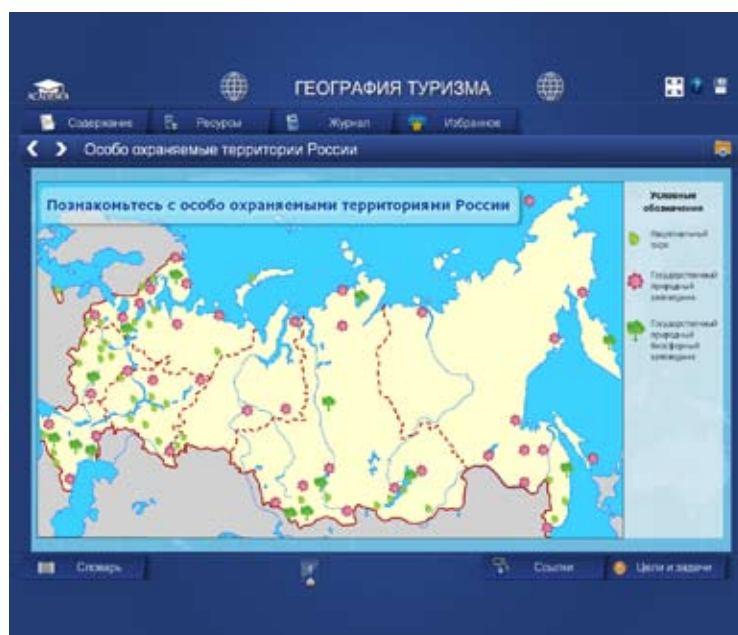 ACADEMIA
ГЕОГРАФИЯ ТУРИЗМА
Содержание
Ресурсы
Журнал
Избранное
Особо охраняемые территории России
Познакомьтесь с особо охраняемыми территориями России
Условные
обозначения
Национальный
парк
Государственный
природный
заповедник
Государственный
природный
биосферный
заповедник
Словарь
Ссылки
Цели и задачи